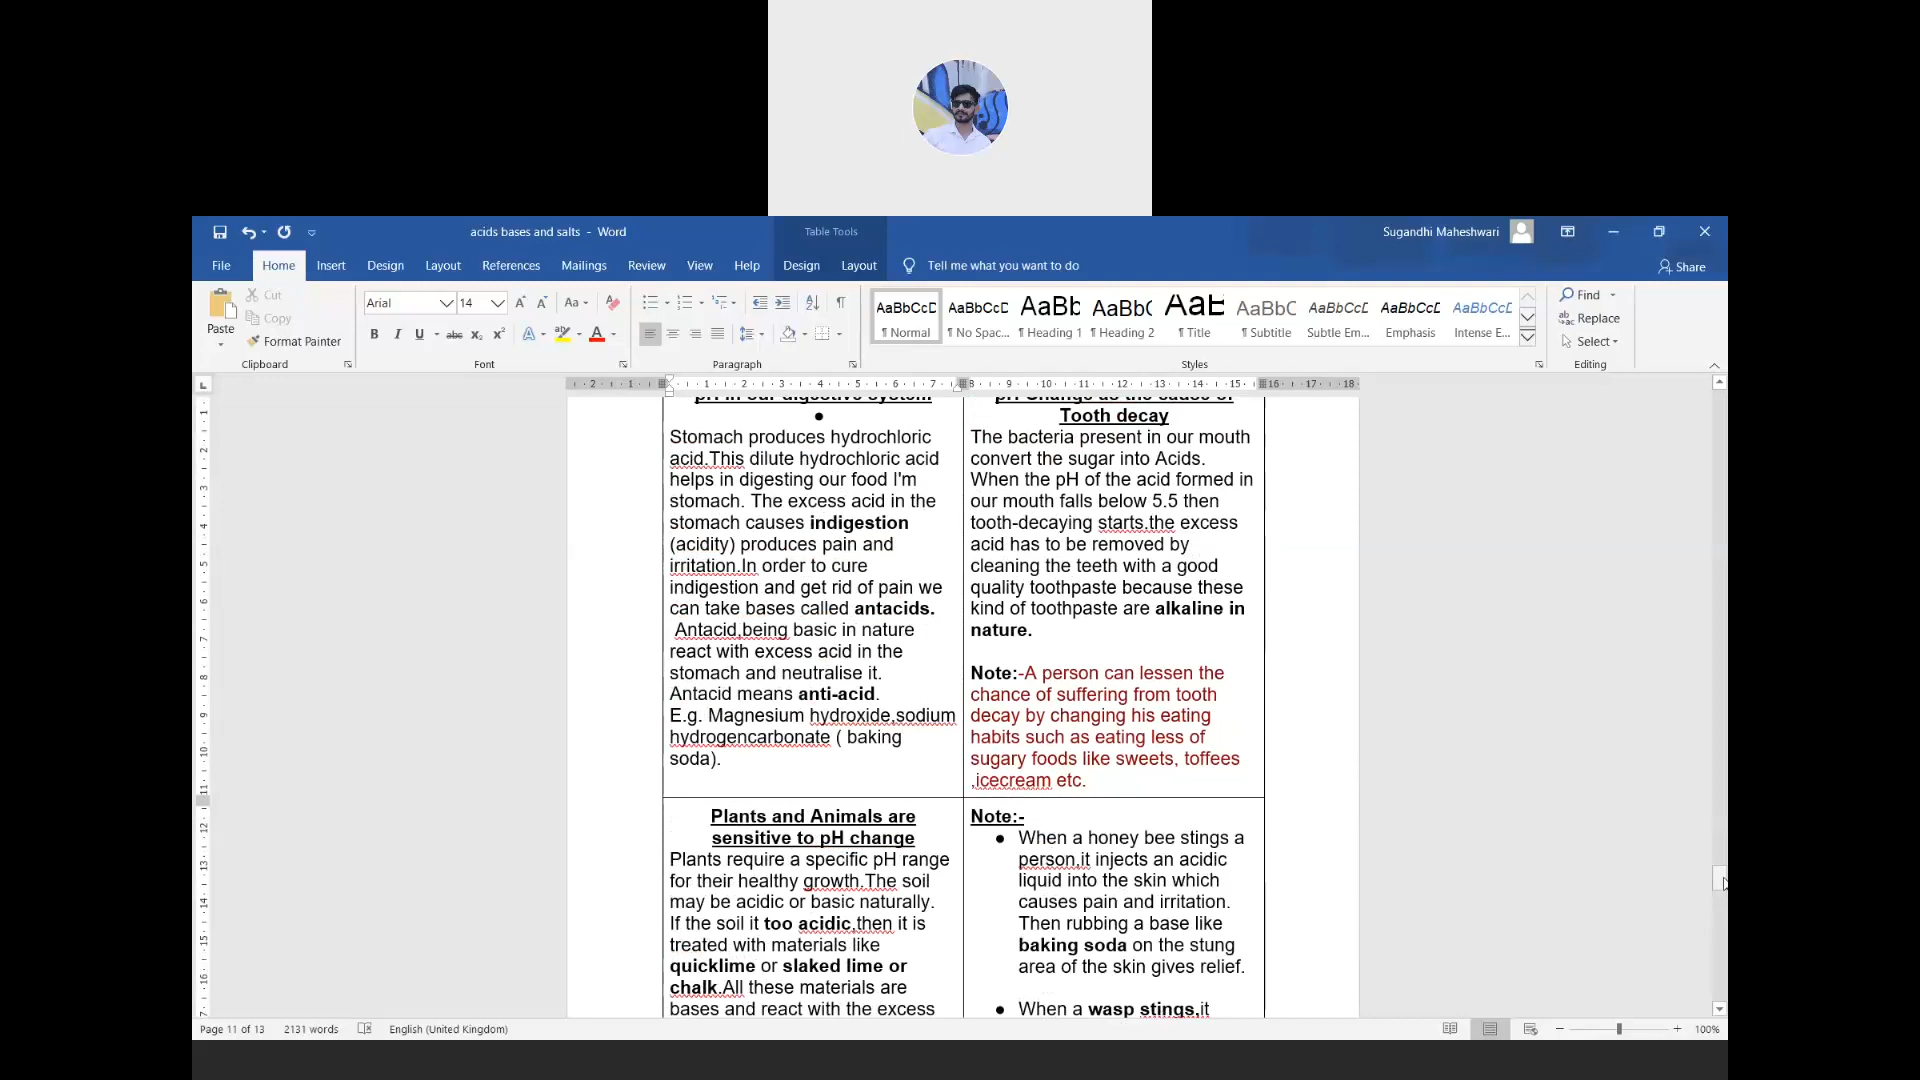 acids bases and salts - Word
Table Tools
Sugandhi Maheshwari
File
Home
Insert
Design
Layout
References
Mailings
Review
View
Help
Design
Layout
Tell me what you want to do
Share
Paste
Cut
Copy
Format Painter
Clipboard
Arial
14
Font
Paragraph
AaBbCcD
¶ Normal
AaBbCcD
¶ No Spac...
AaBb
¶ Heading 1
AaBbC
¶ Heading 2
AaB
¶ Title
AaBbC
¶ Subtitle
AaBbCcD
Subtle Em...
AaBbCcD
Emphasis
AaBbCcD
Intense E...
Styles
Find
Replace
Select
Editing
pH in our digestive system
Stomach produces hydrochloric
acid.This dilute hydrochloric acid
helps in digesting our food I'm
stomach. The excess acid in the
stomach causes indigestion
(acidity) produces pain and
irritation.In order to cure
indigestion and get rid of pain we
can take bases called antacids.
Antacid,being basic in nature
react with excess acid in the
stomach and neutralise it.
Antacid means anti-acid.
E.g. Magnesium hydroxide,sodium
hydrogencarbonate ( baking
soda).
pH Change as the cause of
Tooth decay
The bacteria present in our mouth
convert the sugar into Acids.
When the pH of the acid formed in
our mouth falls below 5.5 then
tooth-decaying starts.the excess
acid has to be removed by
cleaning the teeth with a good
quality toothpaste because these
kind of toothpaste are alkaline in
nature.
Note:-A person can lessen the
chance of suffering from tooth
decay by changing his eating
habits such as eating less of
sugary foods like sweets, toffees
,icecream etc.
Plants and Animals are
sensitive to pH change
Plants require a specific pH range
for their healthy growth.The soil
may be acidic or basic naturally.
If the soil it too acidic,then it is
treated with materials like
quicklime or slaked lime or
chalk.All these materials are
bases and react with the excess
Note:-
● When a honey bee stings a
person,it injects an acidic
liquid into the skin which
causes pain and irritation.
Then rubbing a base like
baking soda on the stung
area of the skin gives relief.
● When a wasp stings,it
Page 11 of 13
2131 words
English (United Kingdom)
100%